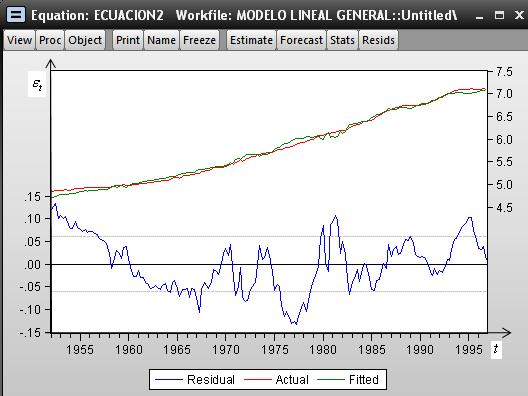 Equation: ECUACION2 Workfile: MODELO LINEAL GENERAL::Untitled\
View Proc Object Print Name Freeze Estimate Forecast Stats Resids
εt
7.5
7.0
6.5
6.0
5.5
5.0
4.5
.15
.10
.05
.00
-.05
-.10
-.15
1955 1960 1965 1970 1975 1980 1985 1990 1995 t
Residual Actual Fitted